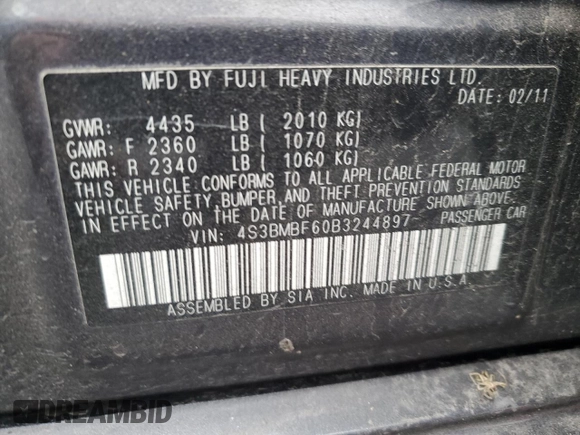 MFD BY FUJI HEAVY INDUSTRIES LTD.
DATE: 02/11
GVWR: 4435 LB ( 2010 KG)
GAWR: F 2360 LB ( 1070 KG)
GAWR: R 2340 LB ( 1060 KG)
THIS VEHICLE CONFORMS TO ALL APPLICABLE FEDERAL MOTOR
VEHICLE SAFETY, BUMPER, AND THEFT PREVENTION STANDARDS
IN EFFECT ON THE DATE OF MANUFACTURE SHOWN ABOVE.
VIN: 4S3BMBF60B3244897 PASSENGER CAR
ASSEMBLED BY SIA INC. MADE IN U.S.A.
DREAMBID